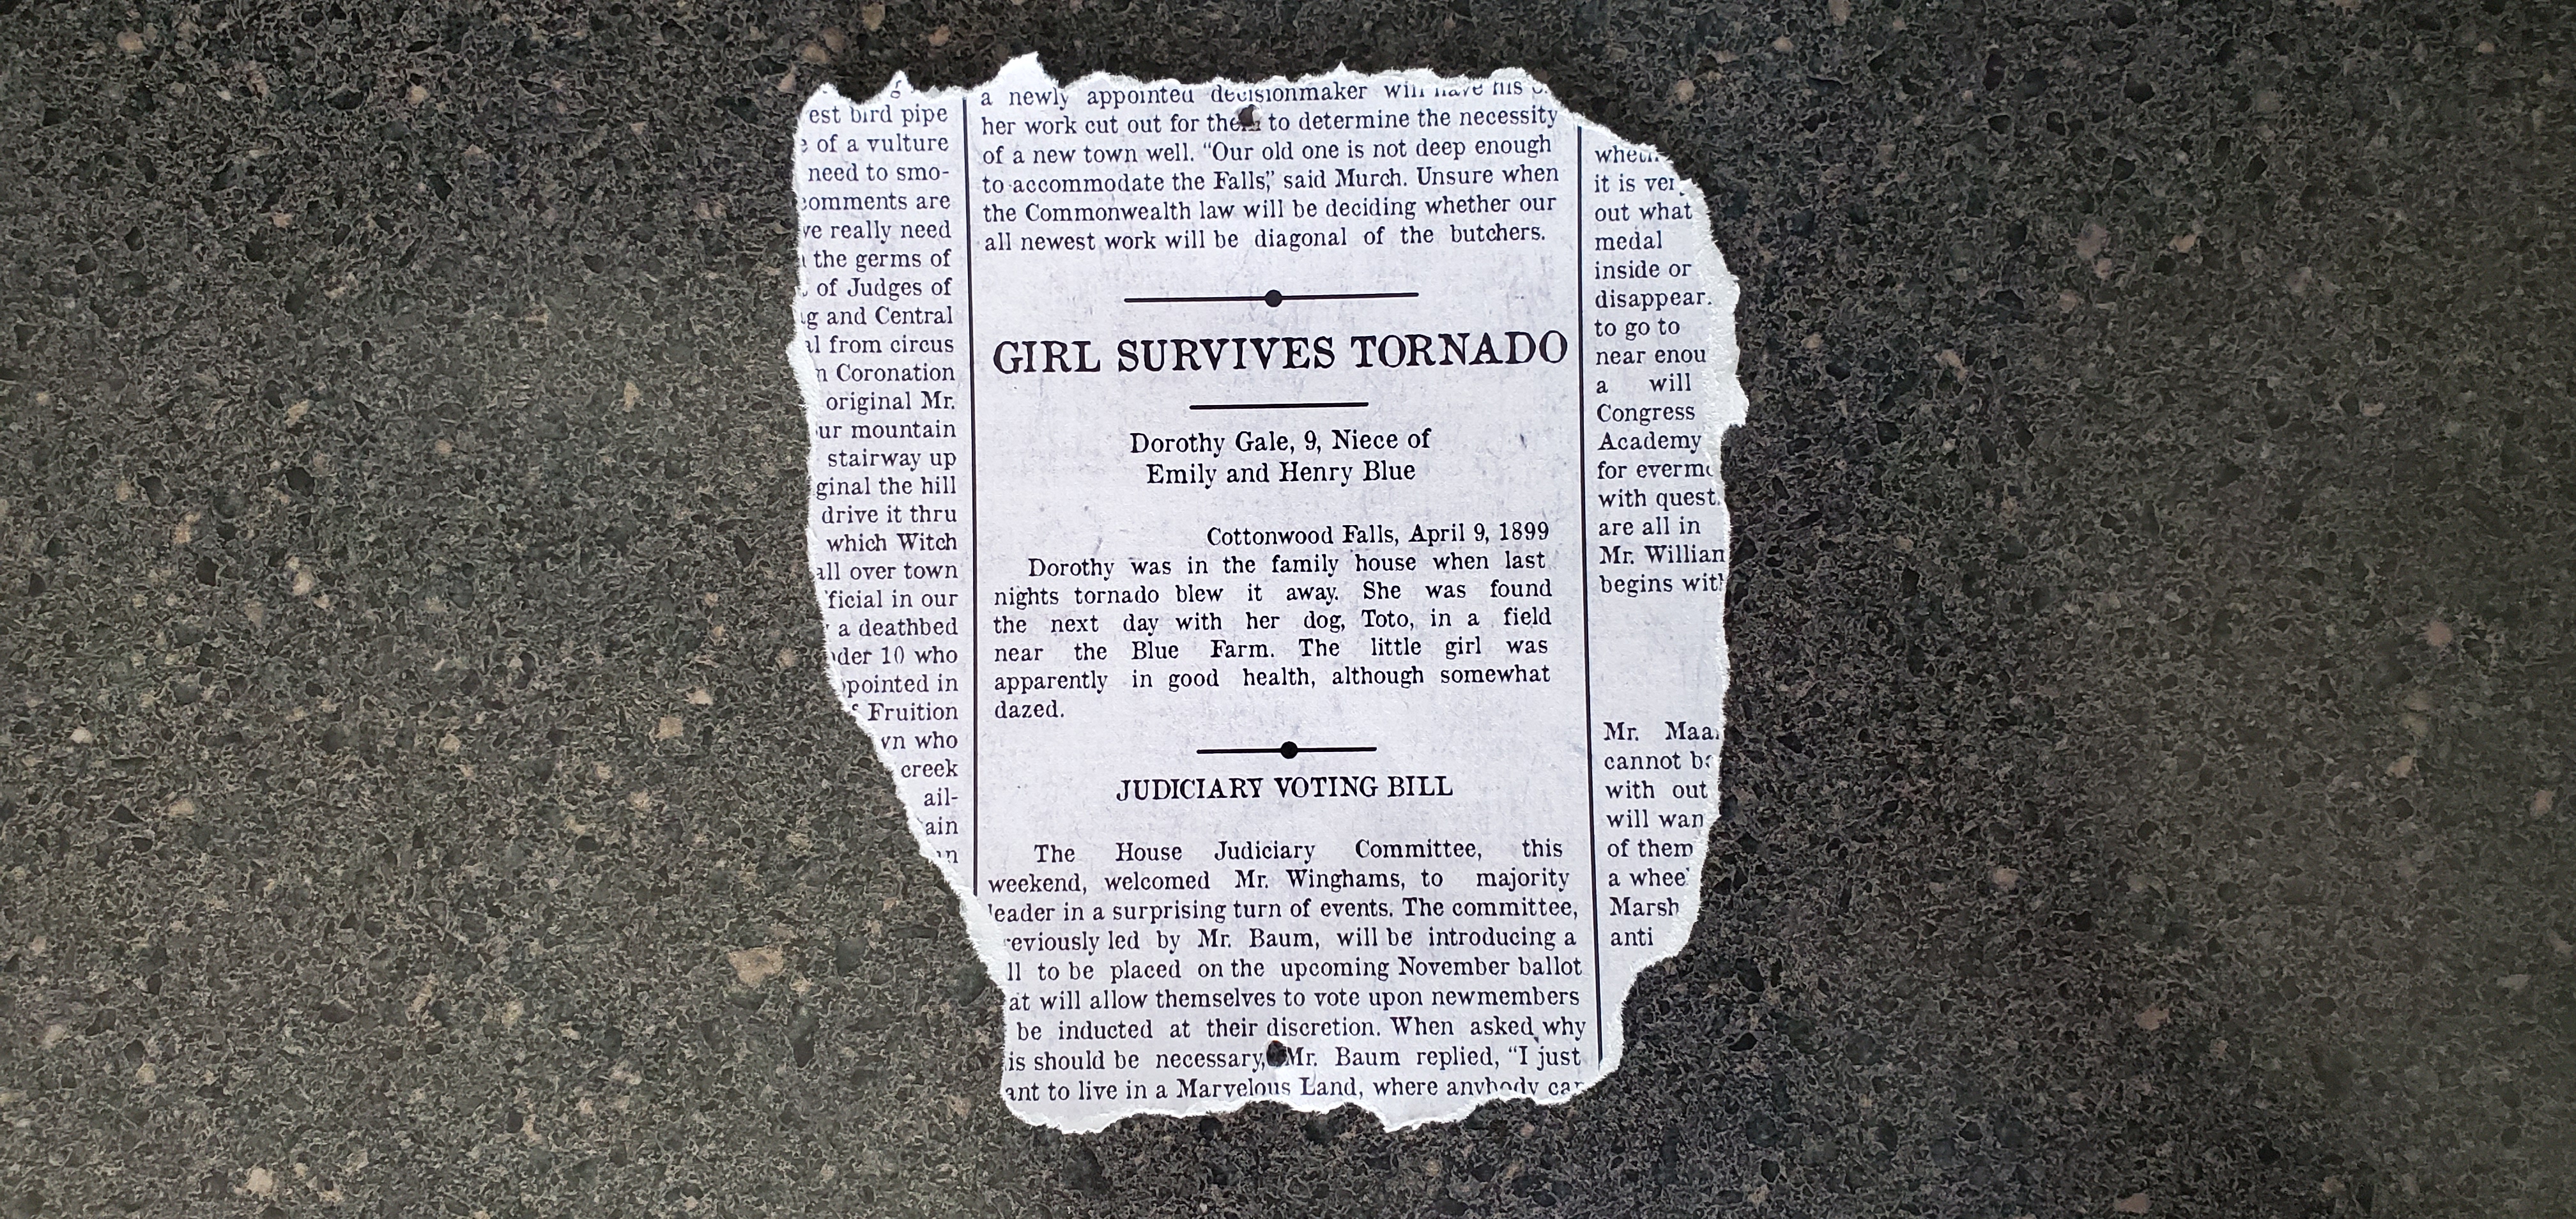 est bird pipe
of a vulture
need to smo-
comments are
ve really need
the germs of
of Judges of
and Central
from circus
Coronation
original Mr.
ur mountain
stairway up
ginal the hill
drive it thru
which Witch
all over town
ficial in our
a deathbed
der 10 who
pointed in
Fruition
vn who
creek
ail-
ain
a newly appointed decisionmaker will have his
her work cut out for them to determine the necessity
of a new town well. “Our old one is not deep enough
to accommodate the Falls,” said Murch. Unsure when
the Commonwealth law will be deciding whether our
all newest work will be diagonal of the butchers.
GIRL SURVIVES TORNADO
Dorothy Gale, 9, Niece of
Emily and Henry Blue
Cottonwood Falls, April 9, 1899
Dorothy was in the family house when last
nights tornado blew it away. She was found
the next day with her dog, Toto, in a field
near the Blue Farm. The little girl was
apparently in good health, although somewhat
dazed.
JUDICIARY VOTING BILL
The House Judiciary Committee, this
weekend, welcomed Mr. Winghams, to majority
leader in a surprising turn of events. The committee,
reviously led by Mr. Baum, will be introducing a
ll to be placed on the upcoming November ballot
at will allow themselves to vote upon newmembers
be inducted at their discretion. When asked why
is should be necessary, Mr. Baum replied, “I just
ant to live in a Marvelous Land, where anybody can
it is
out what
medal
inside or
disappear.
to go to
near enou
a will
Congress
Academy
for everm
with quest
are all in
Mr. Willian
begins with
Mr. Maa
cannot b
with out
will wan
of them
a whee
Marsh
anti